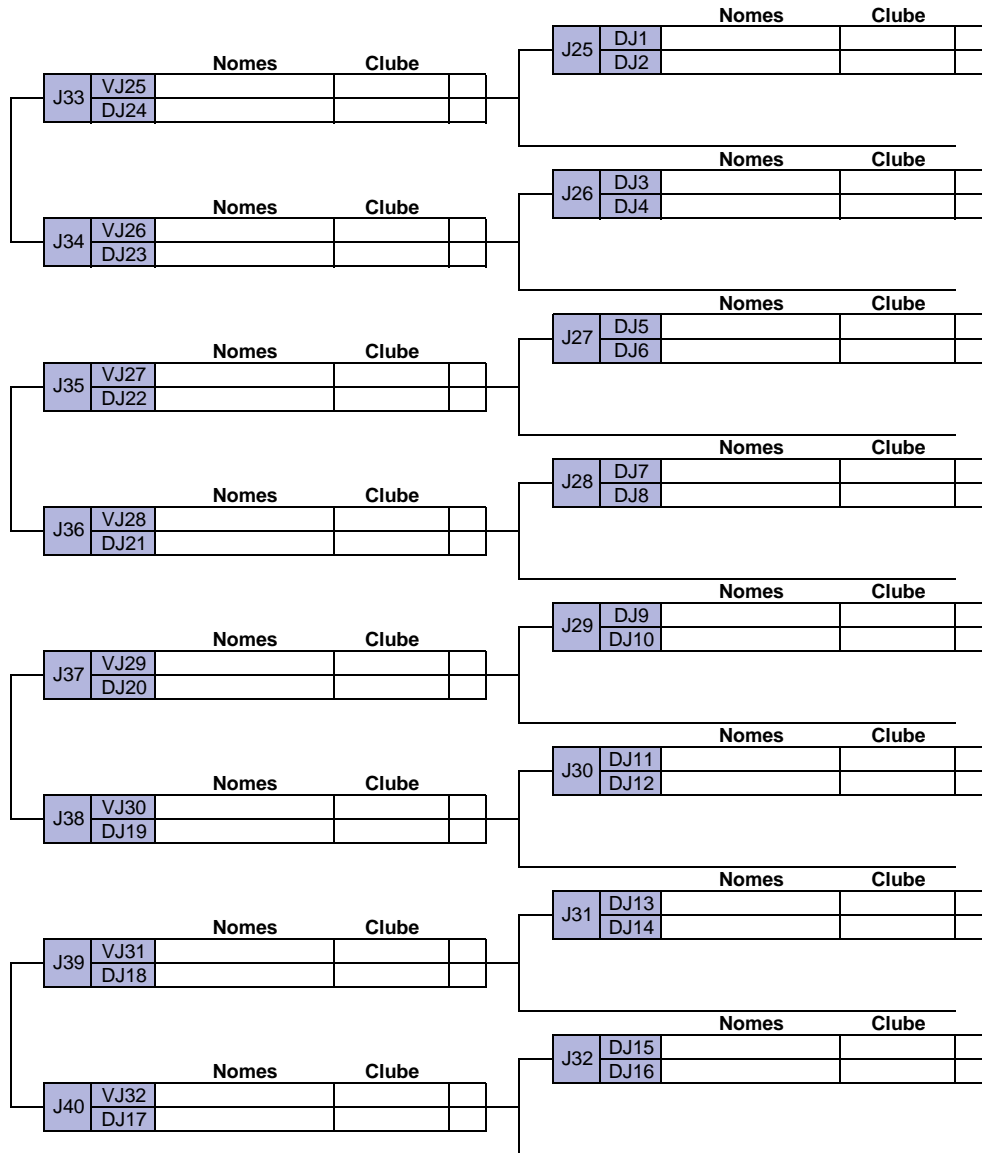 Nomes Clube
J25 DJ1
DJ2
Nomes Clube
J33 VJ25
DJ24
Nomes Clube
J26 DJ3
DJ4
Nomes Clube
J34 VJ26
DJ23
Nomes Clube
J27 DJ5
DJ6
Nomes Clube
J35 VJ27
DJ22
Nomes Clube
J28 DJ7
DJ8
Nomes Clube
J36 VJ28
DJ21
Nomes Clube
J29 DJ9
DJ10
Nomes Clube
J37 VJ29
DJ20
Nomes Clube
J30 DJ11
DJ12
Nomes Clube
J38 VJ30
DJ19
Nomes Clube
J31 DJ13
DJ14
Nomes Clube
J39 VJ31
DJ18
Nomes Clube
J32 DJ15
DJ16
Nomes Clube
J40 VJ32
DJ17